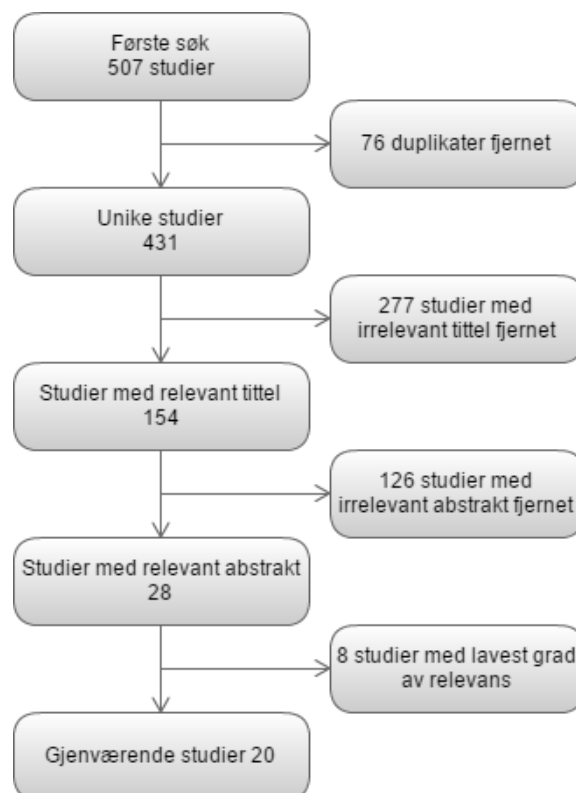 Første søk
507 studier
76 duplikater fjernet
Unike studier
431
277 studier med
irrelevant tittel fjernet
Studier med relevant tittel
154
126 studier med
irrelevant abstrakt fjernet
Studier med relevant abstrakt
28
8 studier med lavest grad
av relevans
Gjenværende studier 20